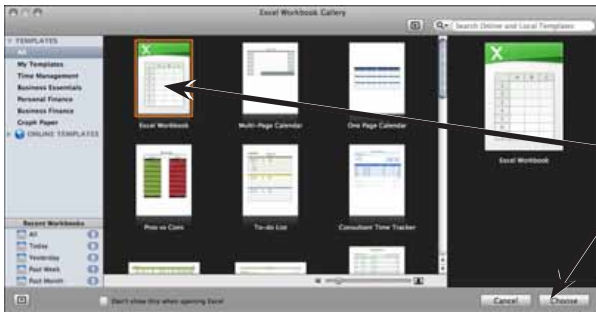 Excel Workbook Gallery
Search Online and Local Templates
TEMPLATES
All
My Templates
Time Management
Business Essentials
Personal Finance
Business Finance
Graph Paper
ONLINE TEMPLATES
Excel Workbook
Multi-Page Calendar
One Page Calendar
Excel Workbook
Pros vs Cons
To-do List
Consultant Time Tracker
Recent Workbooks
All
Today
Yesterday
Past Week
Past Month
Don't show this when opening Excel
Cancel
Choose